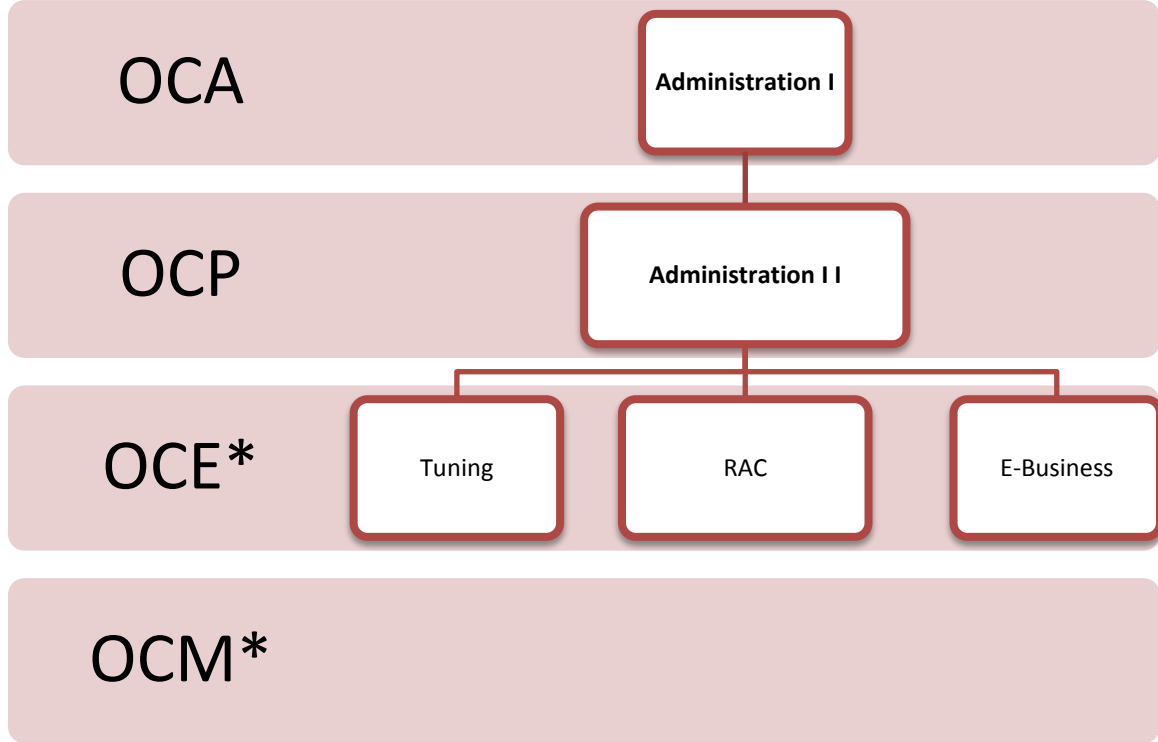 OCA
Administration I
OCP
Administration I I
OCE*
Tuning
RAC
E-Business
OCM*